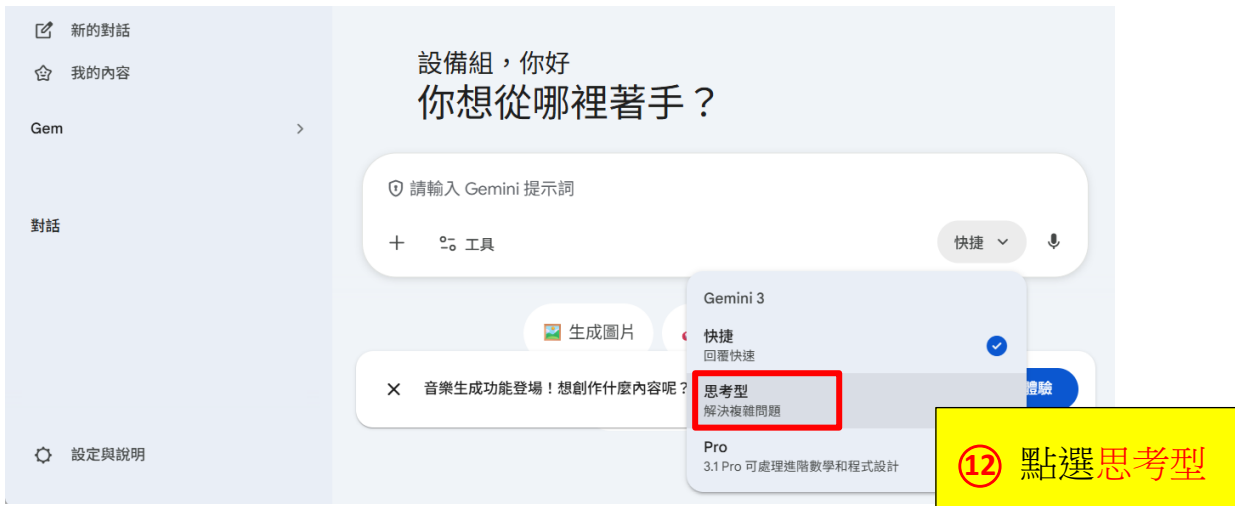 新的對話
我的內容
Gem
對話
設定與說明
設備組，你好
你想從哪裡著手？
請輸入 Gemini 提示詞
工具
快捷
生成圖片
音樂生成功能登場！想創作什麼內容呢？
體驗
Gemini 3
快捷
回覆快速
思考型
解決複雜問題
Pro
3.1 Pro 可處理進階數學和程式設計
⑫ 點選思考型